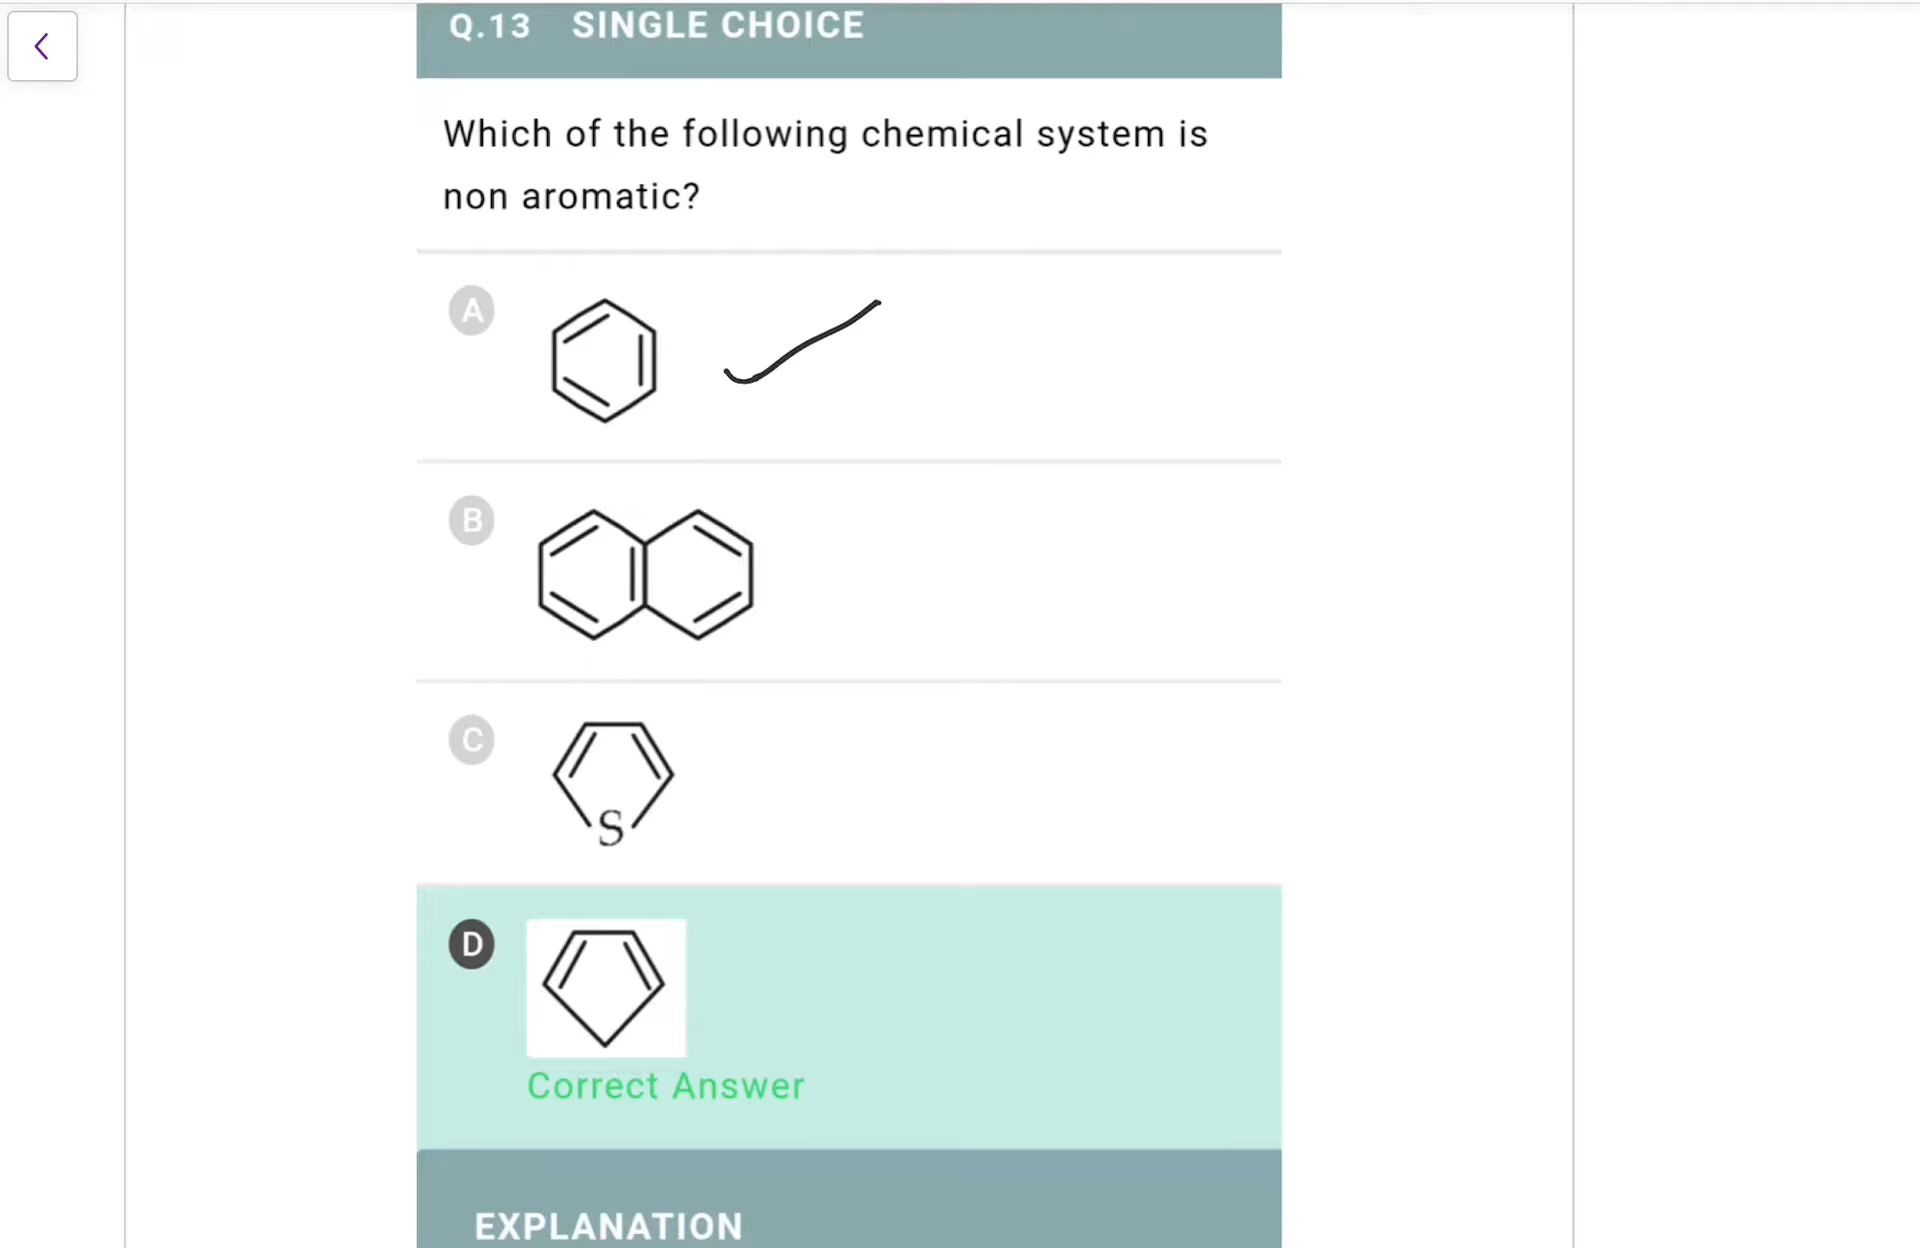 Q.13 SINGLE CHOICE
Which of the following chemical system is
non aromatic?
A
B
C
S
D
Correct Answer
EXPLANATION